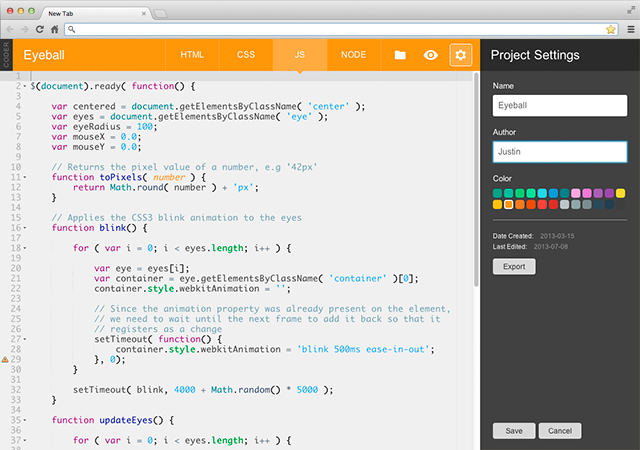 New Tab
CODER
Eyeball HTML CSS JS NODE
Project Settings
1
2 $(document).ready( function() {
3
4 var centered = document.getElementsByClassName( 'center' );
5 var eyes = document.getElementsByClassName( 'eye' );
6 var eyeRadius = 100;
7 var mouseX = 0.0;
8 var mouseY = 0.0;
9
10 // Returns the pixel value of a number, e.g '42px'
11 function toPixels( number ) {
12 return Math.round( number ) + 'px';
13 }
14
15 // Applies the CSS3 blink animation to the eyes
16 function blink() {
17
18 for ( var i = 0; i < eyes.length; i++ ) {
19
20 var eye = eyes[i];
21 var container = eye.getElementsByClassName( 'container' )[0];
22 container.style.webkitAnimation = '';
23
24 // Since the animation property was already present on the element,
25 // we need to wait until the next frame to add it back so that it
26 // registers as a change
27 setTimeout( function() {
28 container.style.webkitAnimation = 'blink 500ms ease-in-out';
29 }, 0);
30 }
31
32 setTimeout( blink, 4000 + Math.random() * 5000 );
33 }
34
35 function updateEyes() {
36
37 for ( var i = 0; i < eyes.length; i++ ) {
38
Name
Eyeball
Author
Justin
Color
Date Created: 2013-03-15
Last Edited: 2013-07-08
Export
Save Cancel